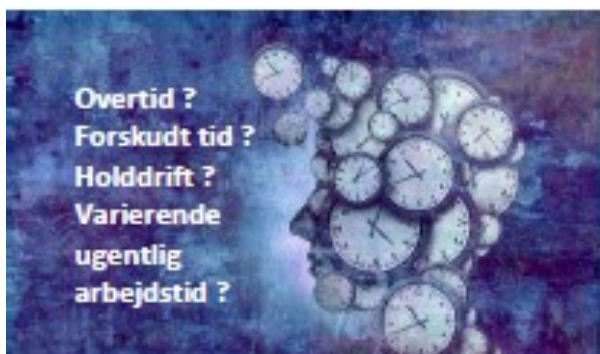 Overtid ?
Forskudt tid ?
Holddrift ?
Varierende
ugentlig
arbejdstid ?